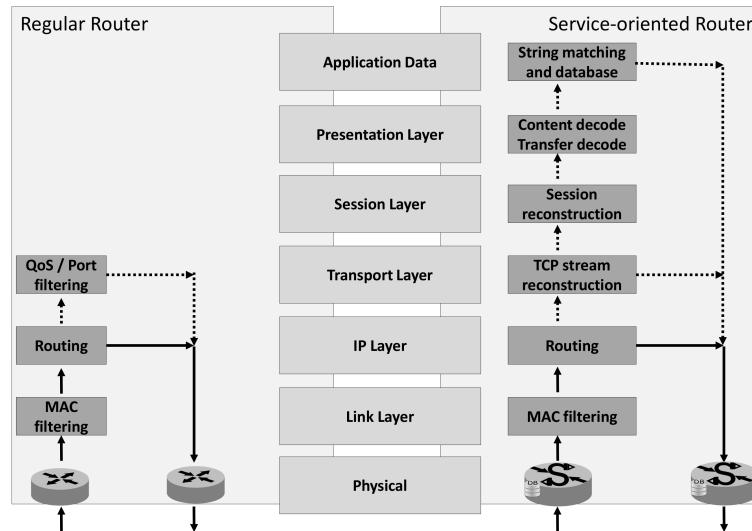 Regular Router
Service-oriented Router
Application Data
Presentation Layer
Session Layer
Transport Layer
IP Layer
Link Layer
Physical
QoS / Port
filtering
Routing
MAC
filtering
String matching
and database
Content decode
Transfer decode
Session
reconstruction
TCP stream
reconstruction
Routing
MAC filtering
DB
S
DB
S